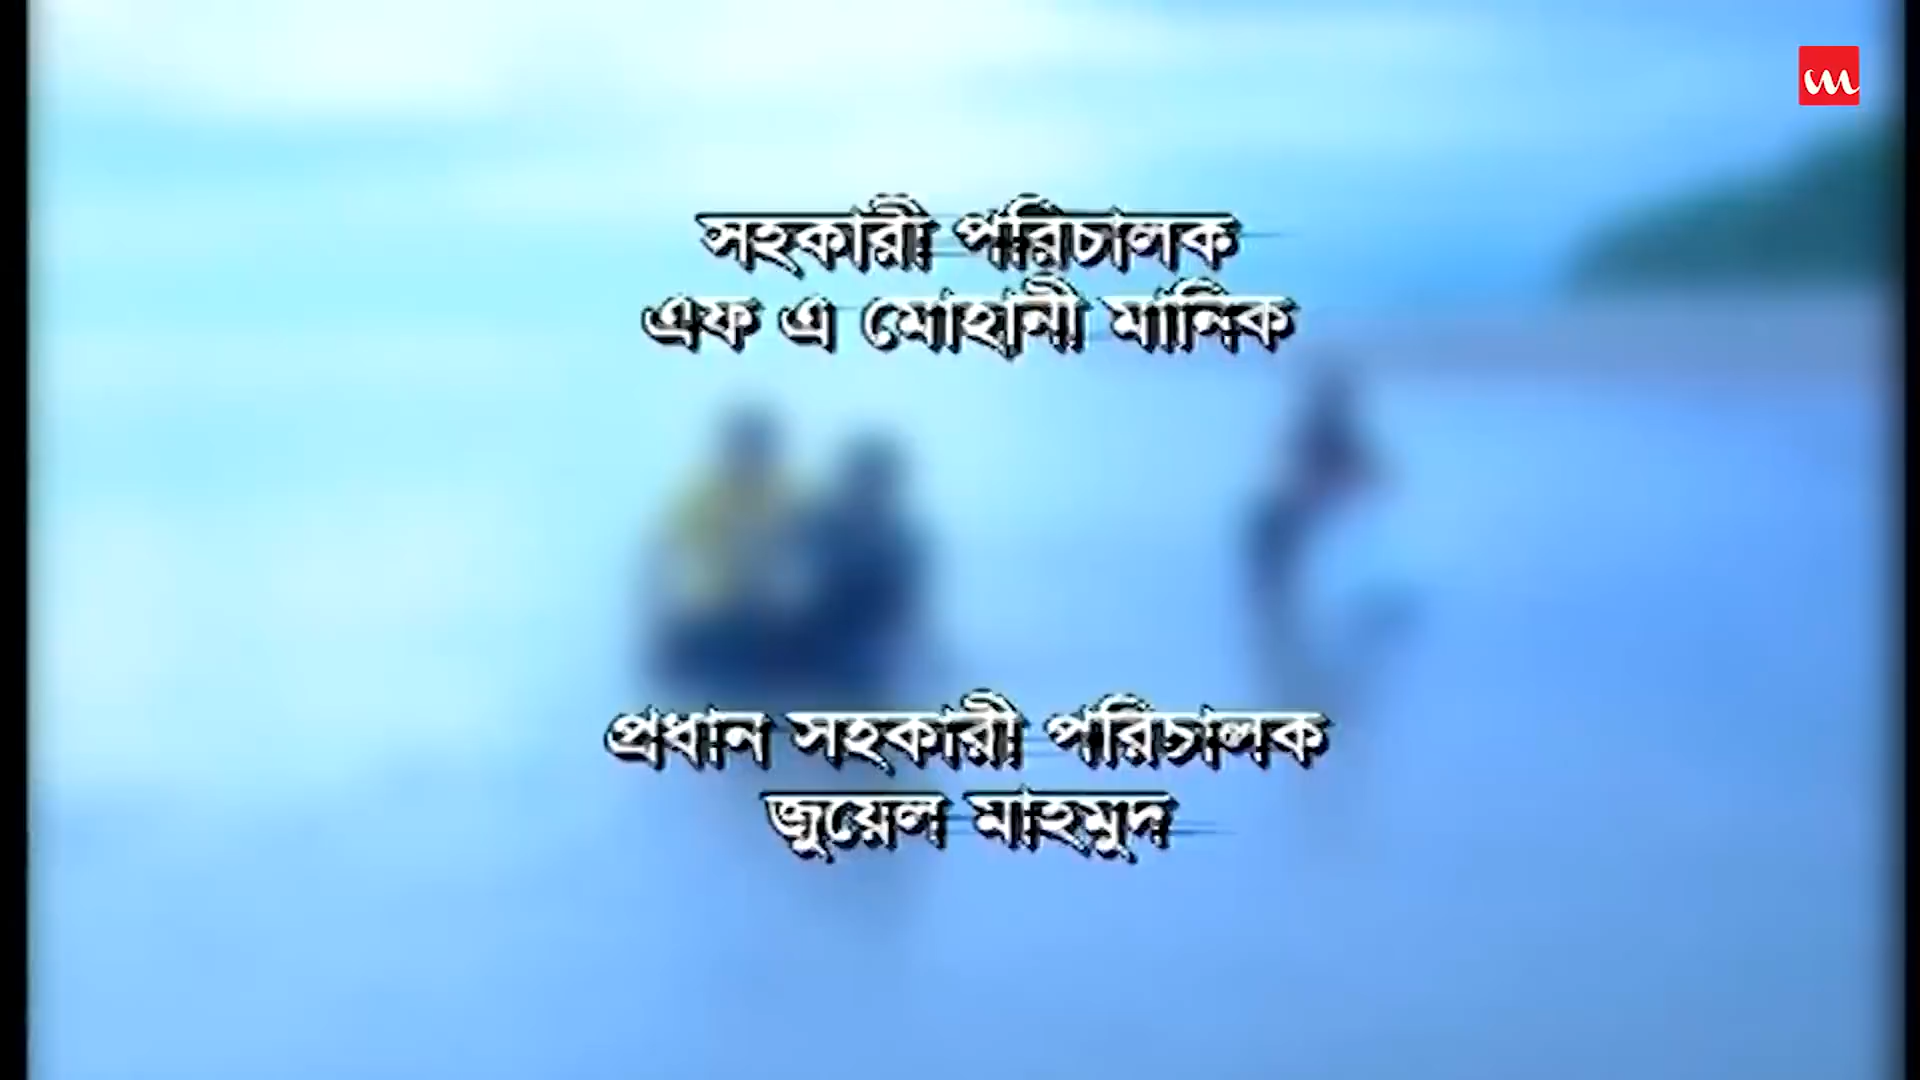 সহকারী পরিচালক
এফ এ মোহানী মানিক
প্রধান সহকারী পরিচালক
জুয়েল মাহমুদ